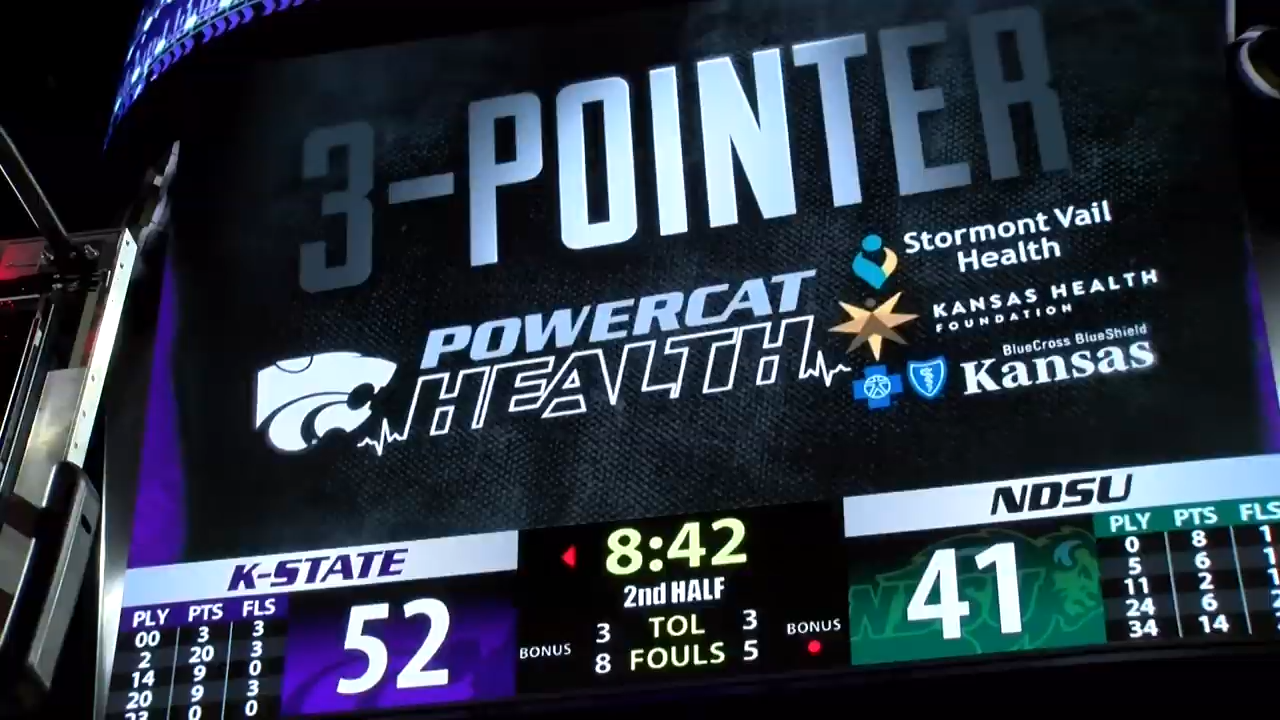 3-POINTER
POWERCAT
HEALTH
Stormont Vail
Health
KANSAS HEALTH
FOUNDATION
BlueCross BlueShield
Kansas
K-STATE
PLY PTS FLS
00 3 3
2 20 3
14 9 0
20 9 3
0 0
52
8:42
2nd HALF
3 TOL 3
BONUS 8 FOULS 5 BONUS
NDSU
41
NDSU
PLY PTS FLS
0 8 1
5 6 1
11 2 1
24 6
34 14